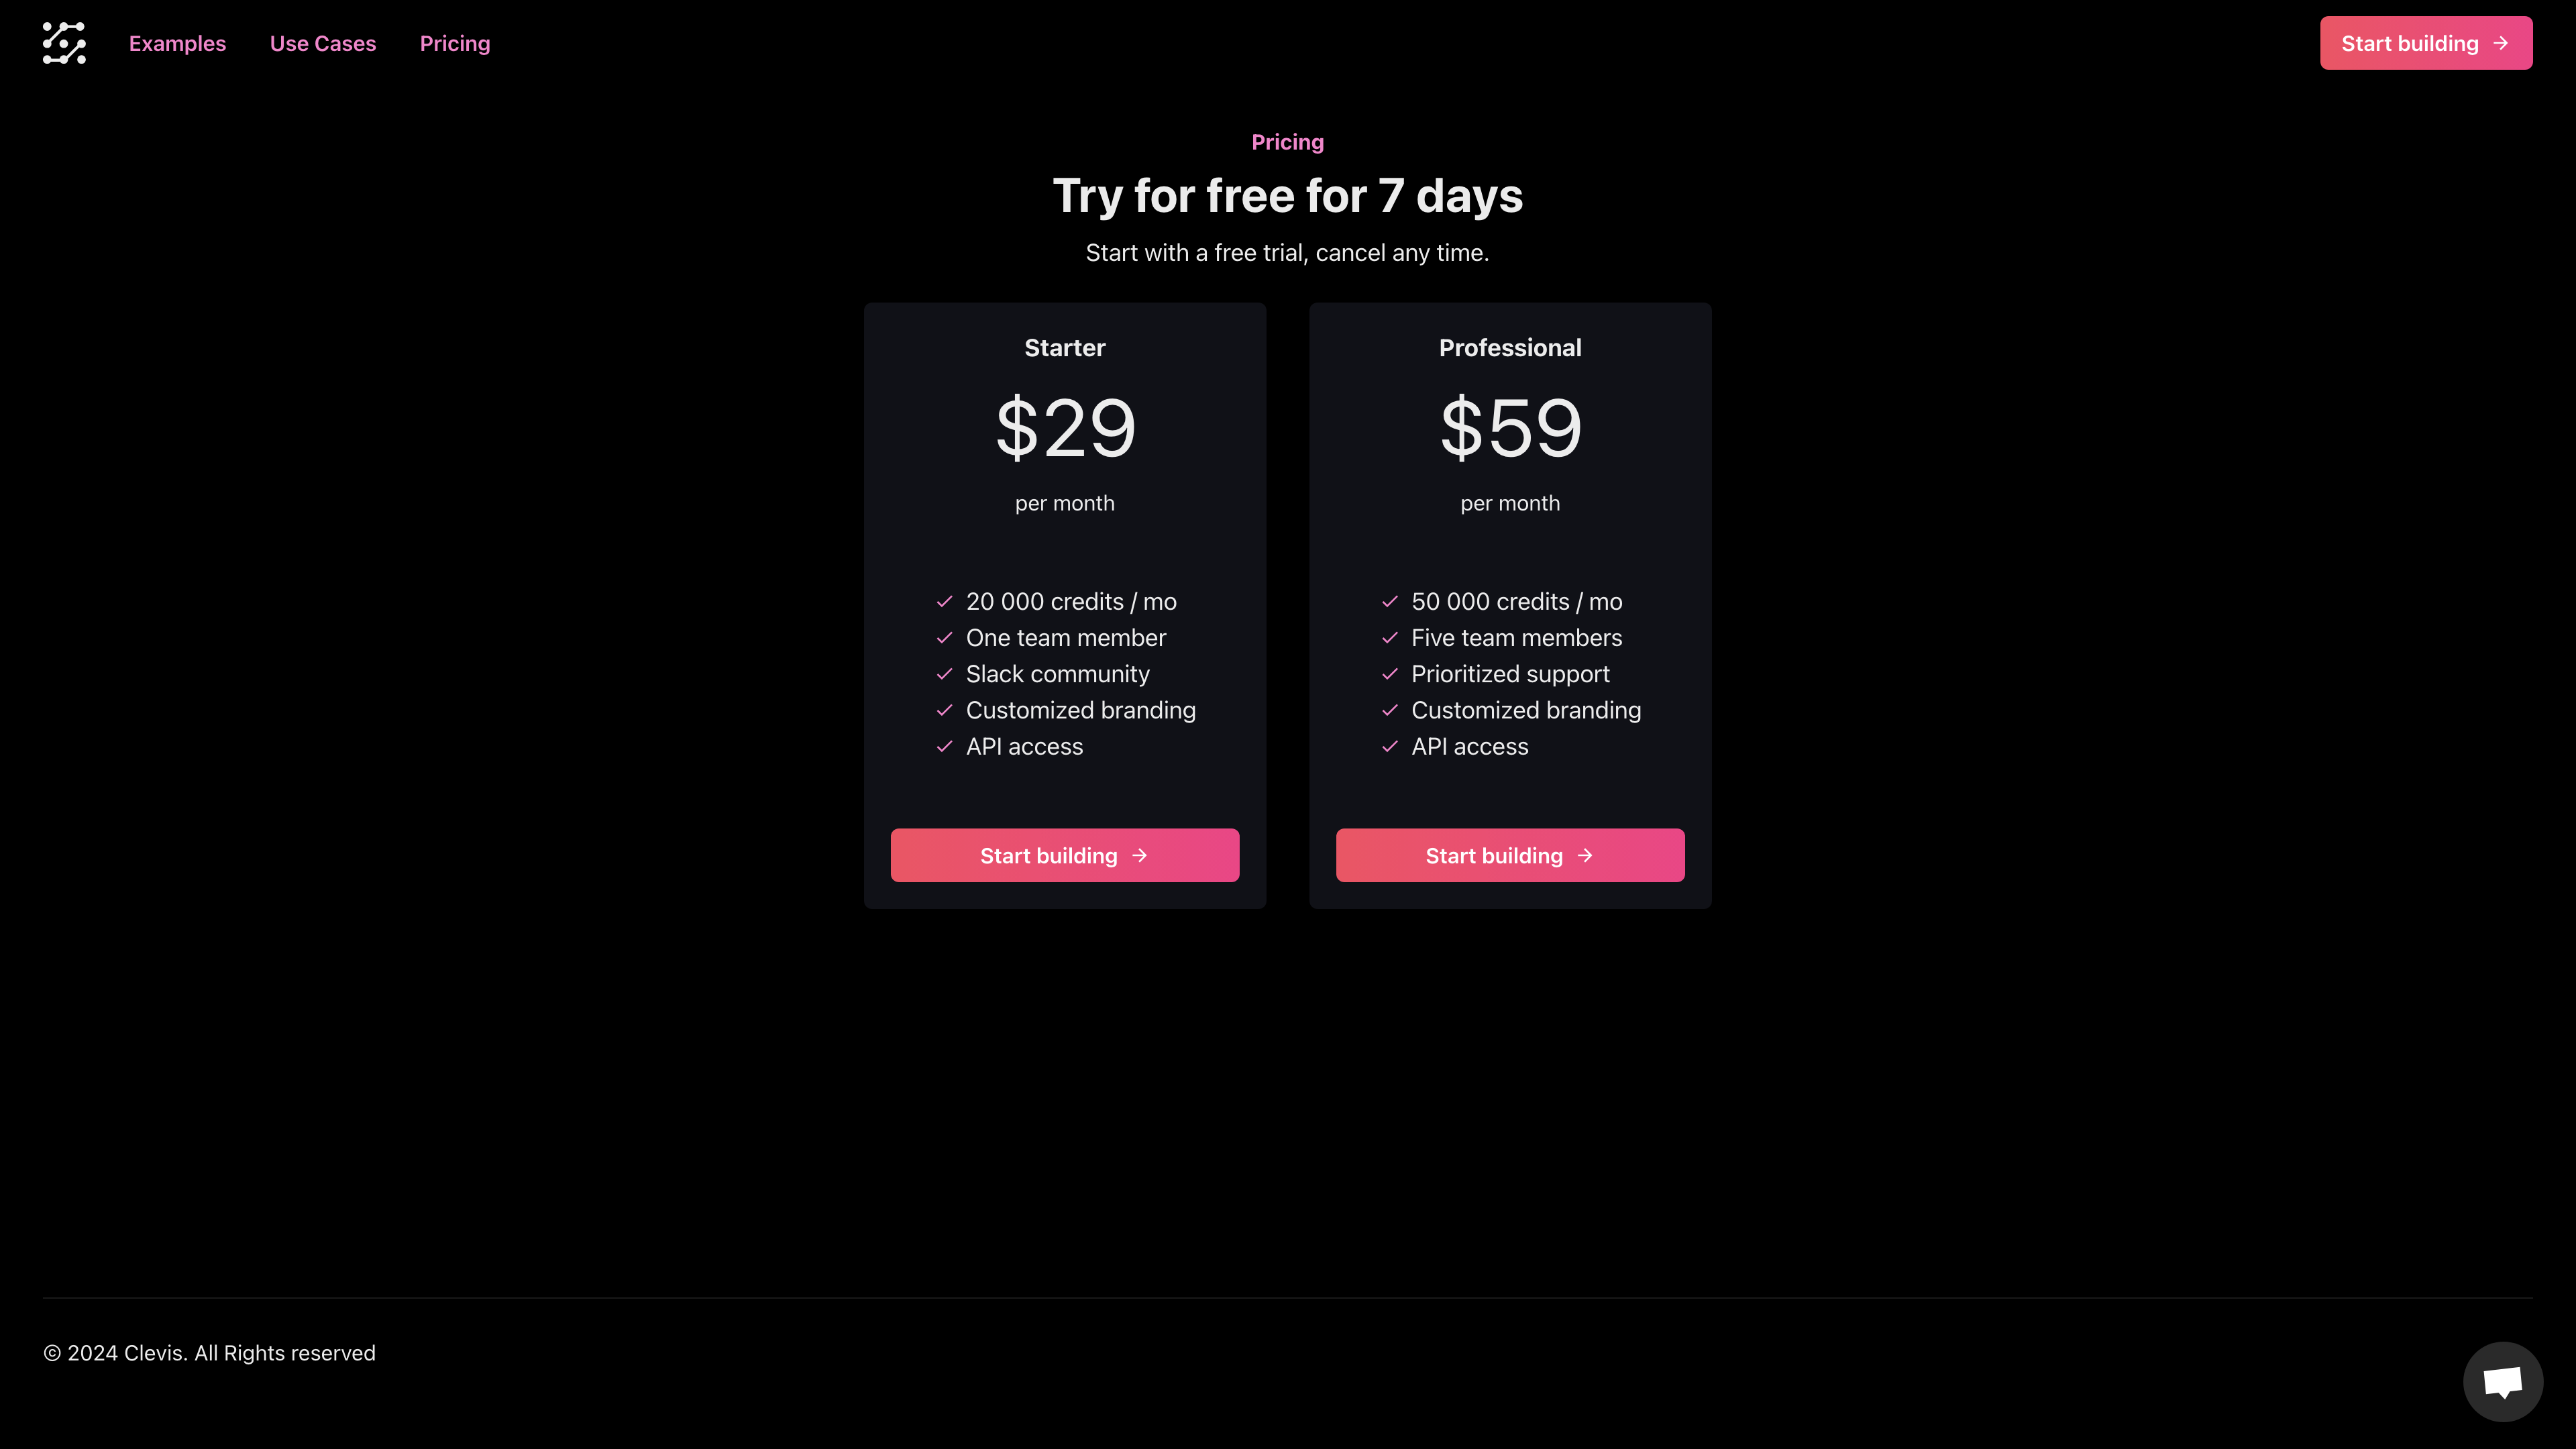 Examples
Use Cases
Pricing
Start building
Pricing
Try for free for 7 days
Start with a free trial, cancel any time.
Starter
$29
per month
20 000 credits / mo
One team member
Slack community
Customized branding
API access
Start building
Professional
$59
per month
50 000 credits / mo
Five team members
Prioritized support
Customized branding
API access
Start building
© 2024 Clevis. All Rights reserved